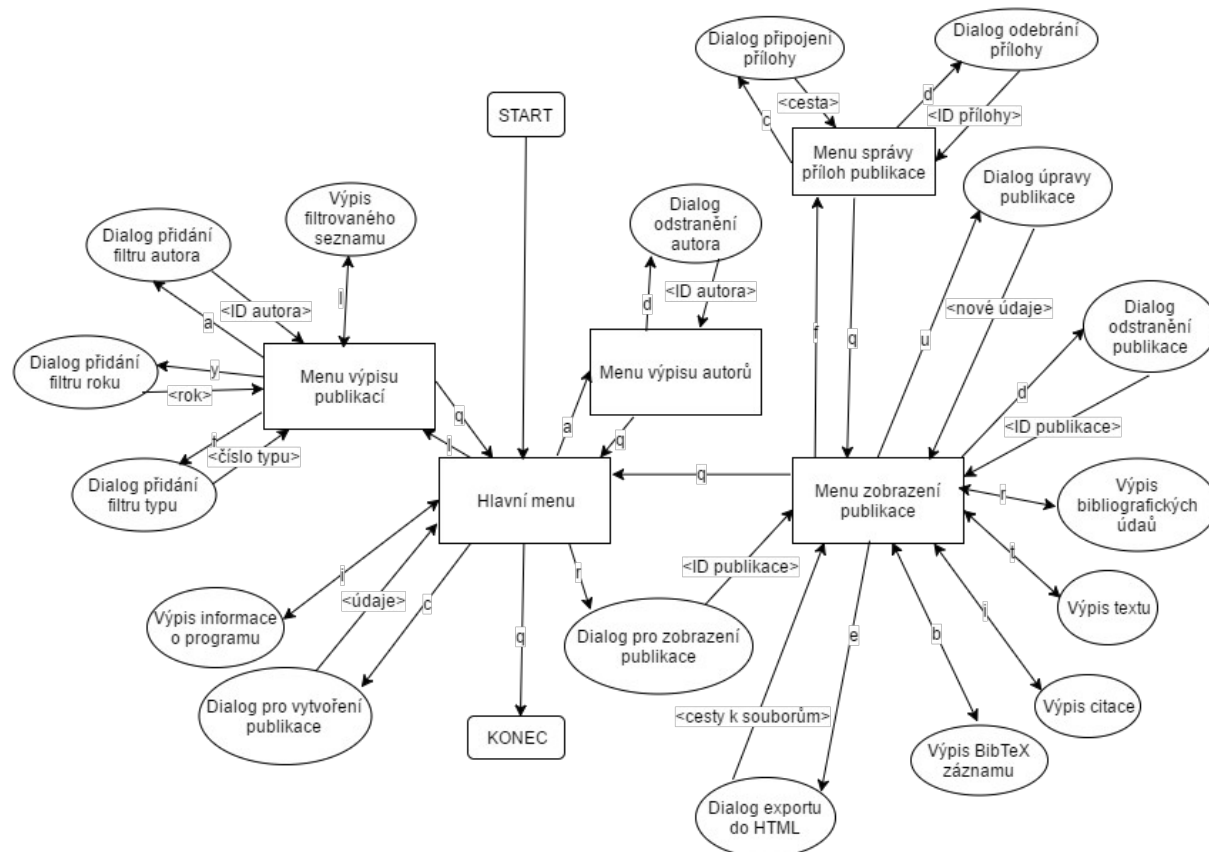 Dialog připojení
přílohy
Dialog odebrání
přílohy
<cesta>
c
d
<ID přílohy>
START
Menu správy
příloh publikace
Dialog úpravy
publikace
Výpis
filtrovaného
seznamu
Dialog
odstranění
autora
Dialog přidání
filtru autora
<ID autora>
a
l
d
<ID autora>
f
q
u
<nové údaje>
Dialog
odstranění
publikace
Dialog přidání
filtru roku
y
<rok>
Menu výpisu
publikací
Menu výpisu autorů
d
<ID publikace>
t
<číslo typu>
Dialog přidání
filtru typu
q
l
a
q
Hlavní menu
q
Menu zobrazení
publikace
r
Výpis
bibliografických
údaů
i
<údaje>
c
q
r
<ID publikace>
t
Výpis textu
Výpis informace
o programu
Dialog pro vytvoření
publikace
Dialog pro zobrazení
publikace
e
b
i
<cesty k souborům>
Výpis citace
KONEC
Výpis BibTeX
záznamu
Dialog exportu
do HTML